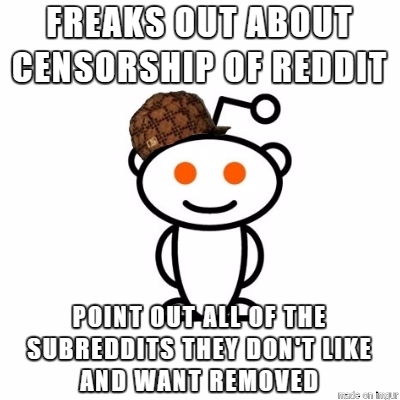 FREAKS OUT ABOUT
CENSORSHIP OF REDDIT
POINT OUT ALL OF THE
SUBREDDITS THEY DON'T LIKE
AND WANT REMOVED
made on imgur